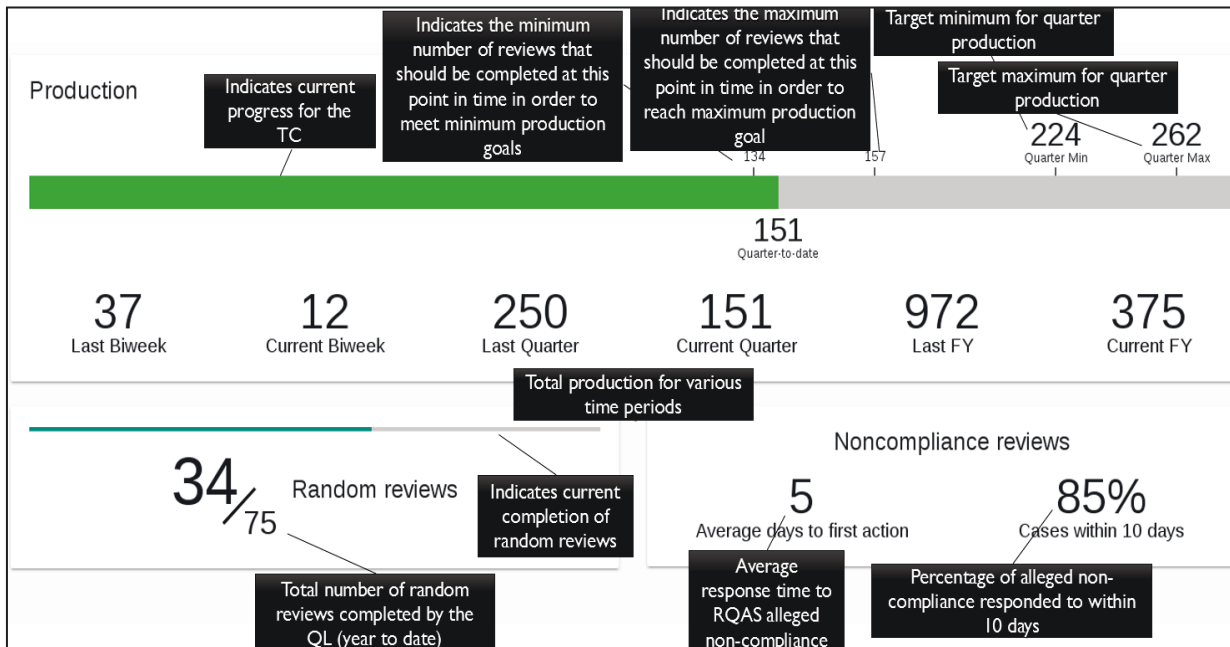 Indicates the minimum
number of reviews that
should be completed at this
point in time in order to
meet minimum production
goals
Indicates the maximum
number of reviews that
should be completed at this
point in time in order to
reach maximum production
goal
Target minimum for quarter
production
Target maximum for quarter
production
Production
Indicates current
progress for the
TC
134
157
224
Quarter Min
262
Quarter Max
151
Quarter-to-date
37
Last Biweek
12
Current Biweek
250
Last Quarter
151
Current Quarter
972
Last FY
375
Current FY
Total production for various
time periods
34/75
Random reviews
Indicates current
completion of
random reviews
Total number of random
reviews completed by the
QL (year to date)
Noncompliance reviews
5
Average days to first action
85%
Cases within 10 days
Average
response time to
RQAS alleged
non-compliance
Percentage of alleged non-
compliance responded to within
10 days